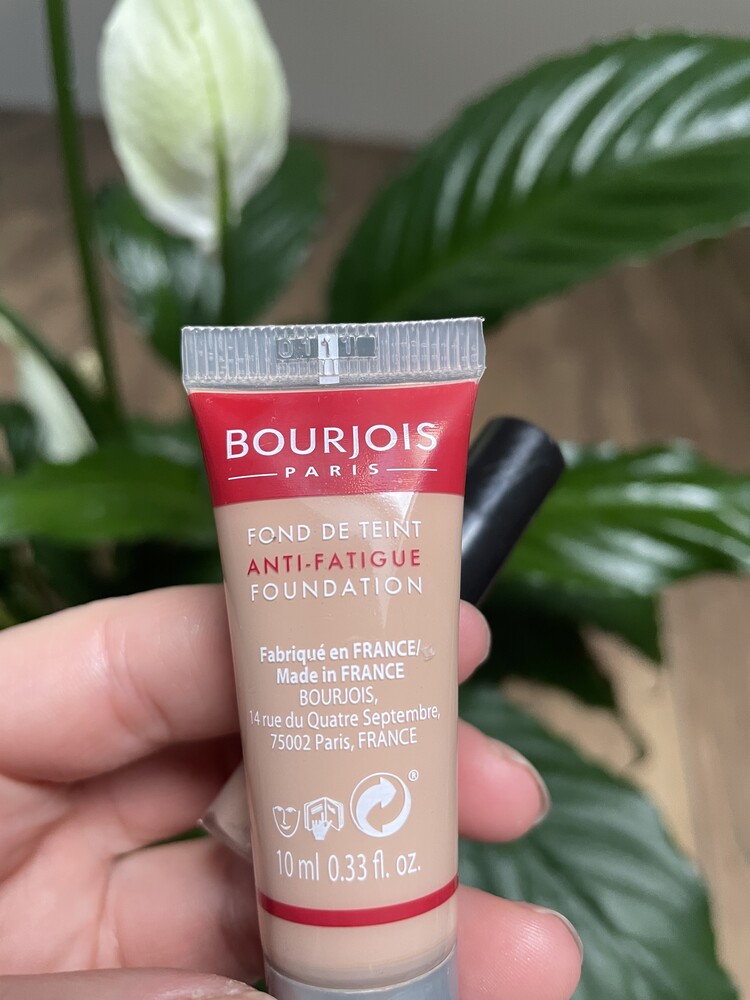 BOURJOIS
PARIS
FOND DE TEINT
ANTI-FATIGUE
FOUNDATION
Fabriqué en FRANCE/
Made in FRANCE
BOURJOIS,
14 rue du Quatre Septembre,
75002 Paris, FRANCE
®
10 ml 0.33 fl. oz.